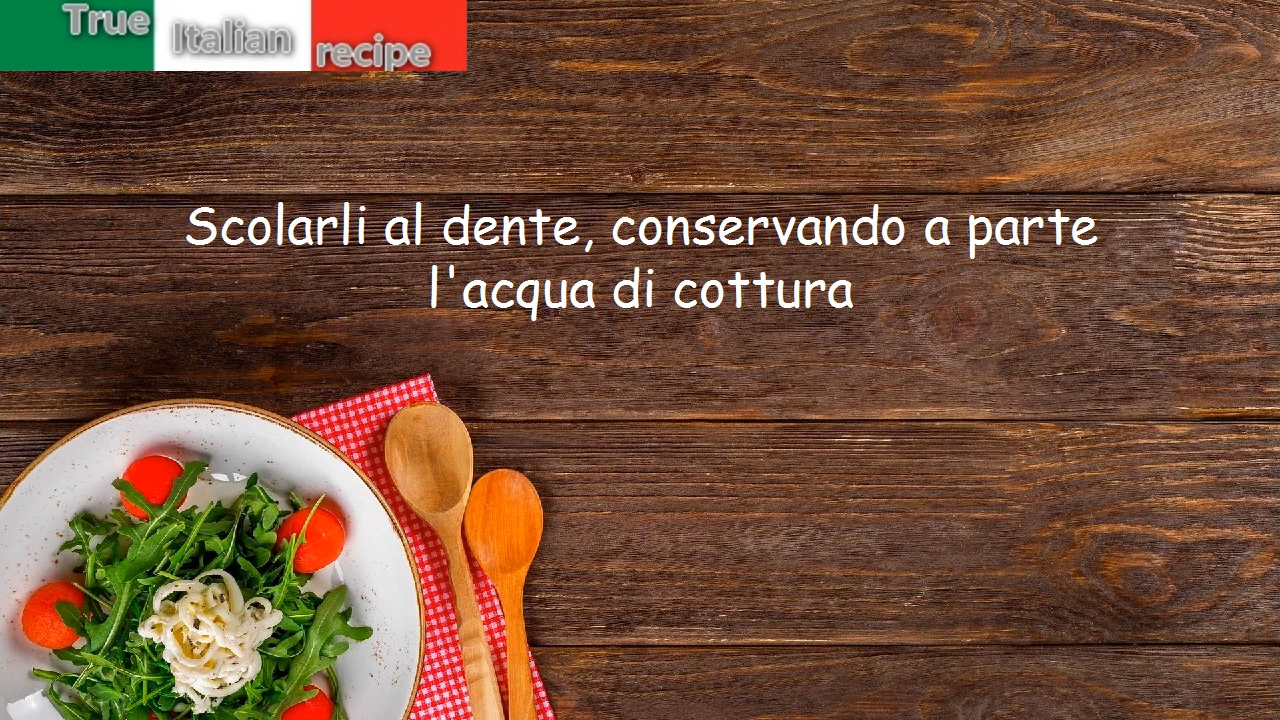 True Italian recipe
Scolarli al dente, conservando a parte
l'acqua di cottura